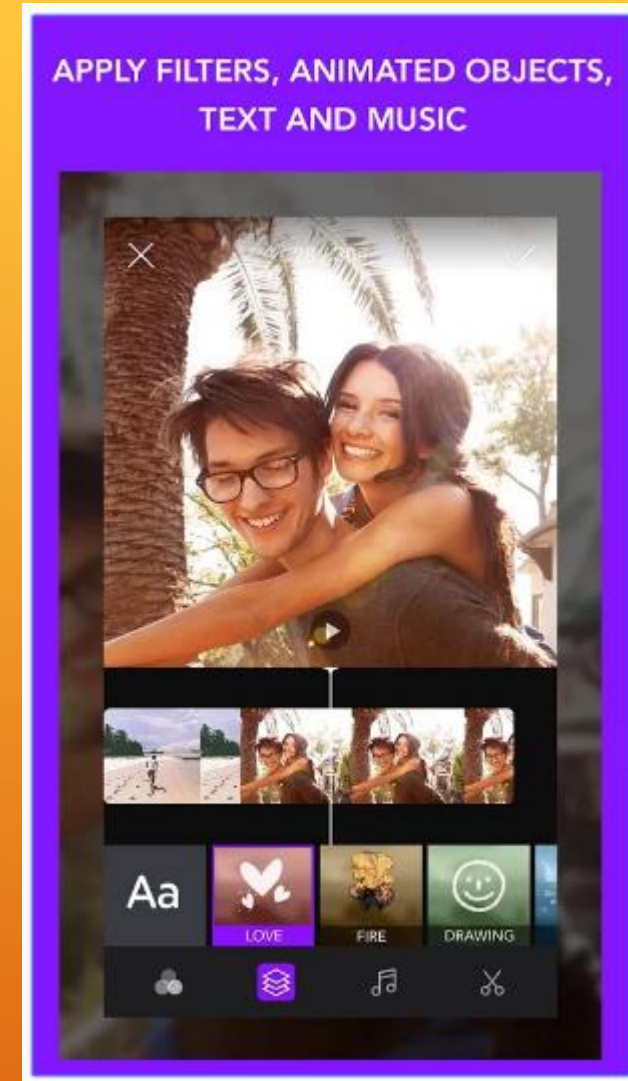 APPLY FILTERS, ANIMATED OBJECTS,
TEXT AND MUSIC
Aa
LOVE
FIRE
DRAWING